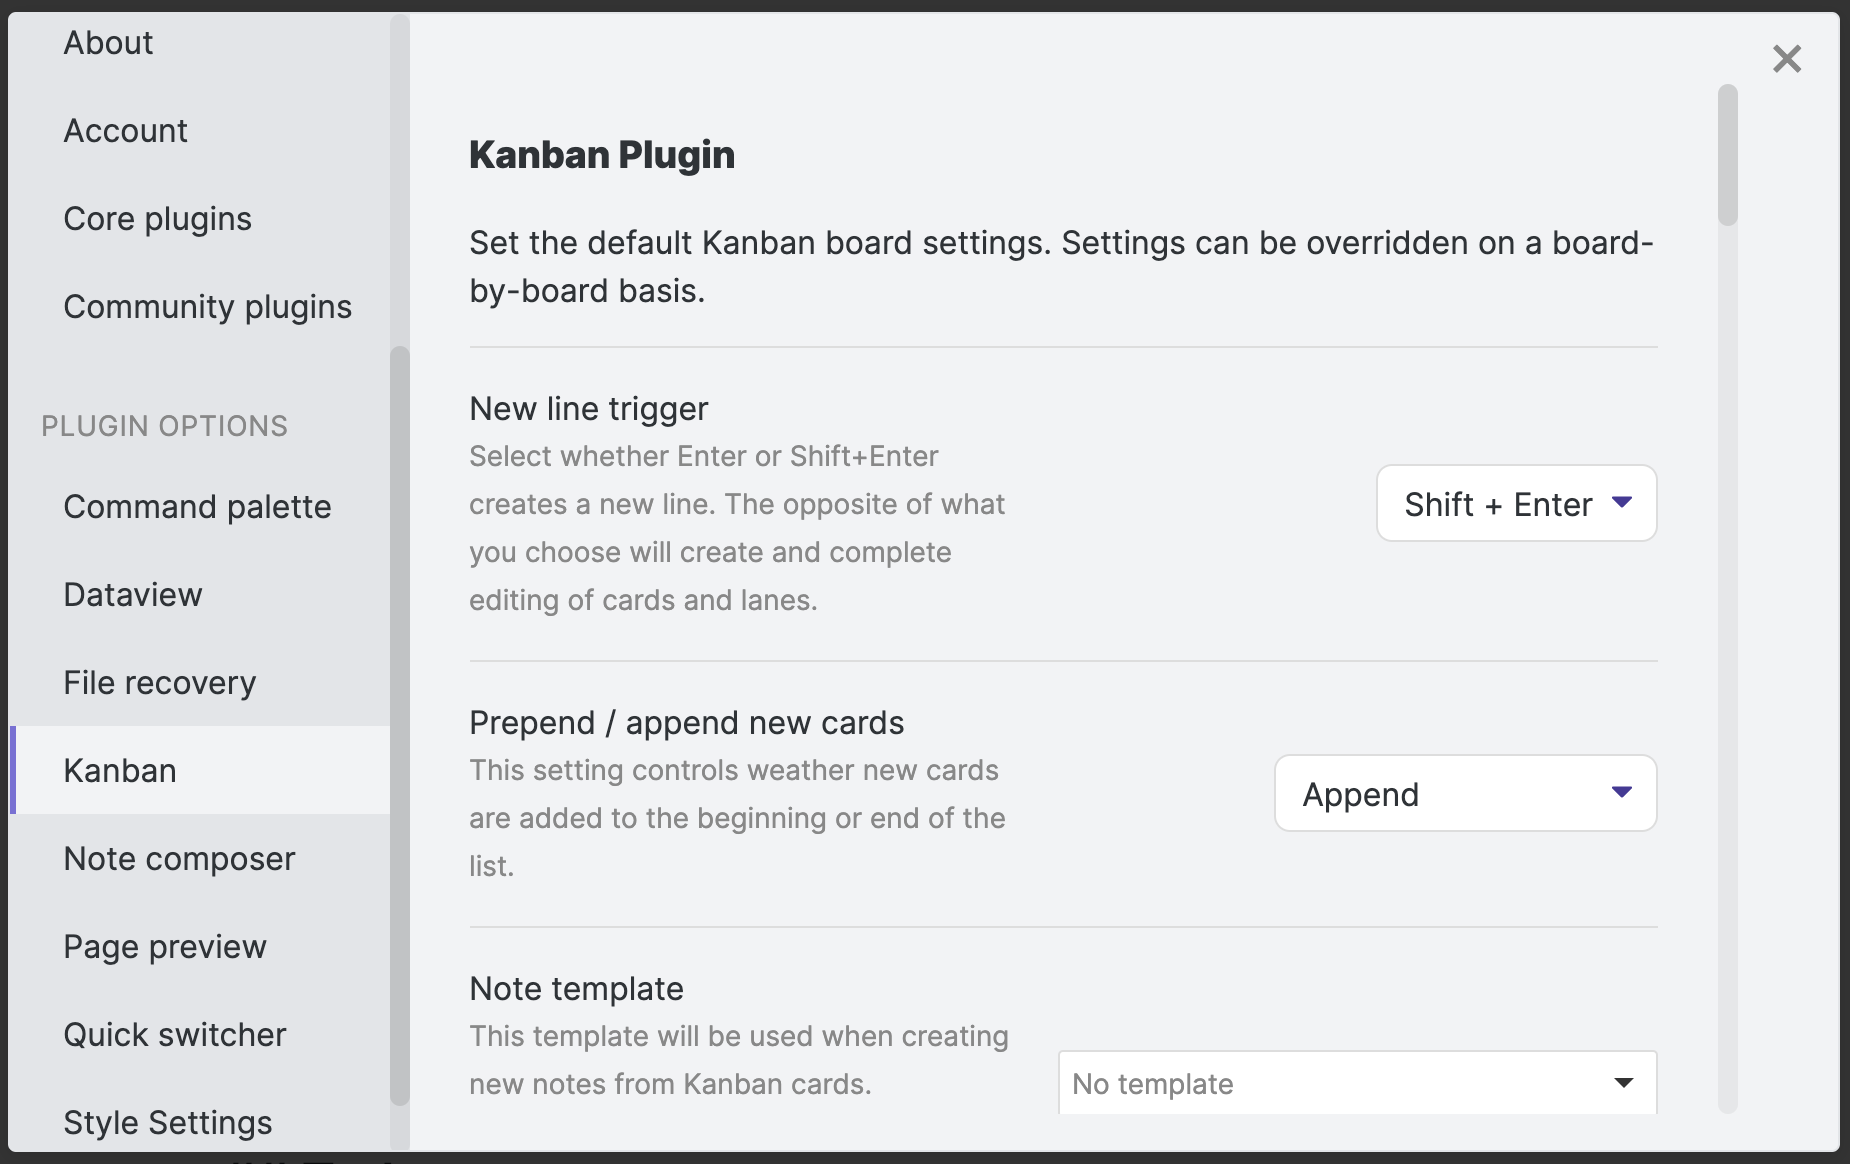 About
Account
Core plugins
Community plugins
PLUGIN OPTIONS
Command palette
Dataview
File recovery
Kanban
Note composer
Page preview
Quick switcher
Style Settings
Kanban Plugin
Set the default Kanban board settings. Settings can be overridden on a board-
by-board basis.
New line trigger
Select whether Enter or Shift+Enter
creates a new line. The opposite of what
you choose will create and complete
editing of cards and lanes.
Shift + Enter
Prepend / append new cards
This setting controls weather new cards
are added to the beginning or end of the
list.
Append
Note template
This template will be used when creating
new notes from Kanban cards.
No template